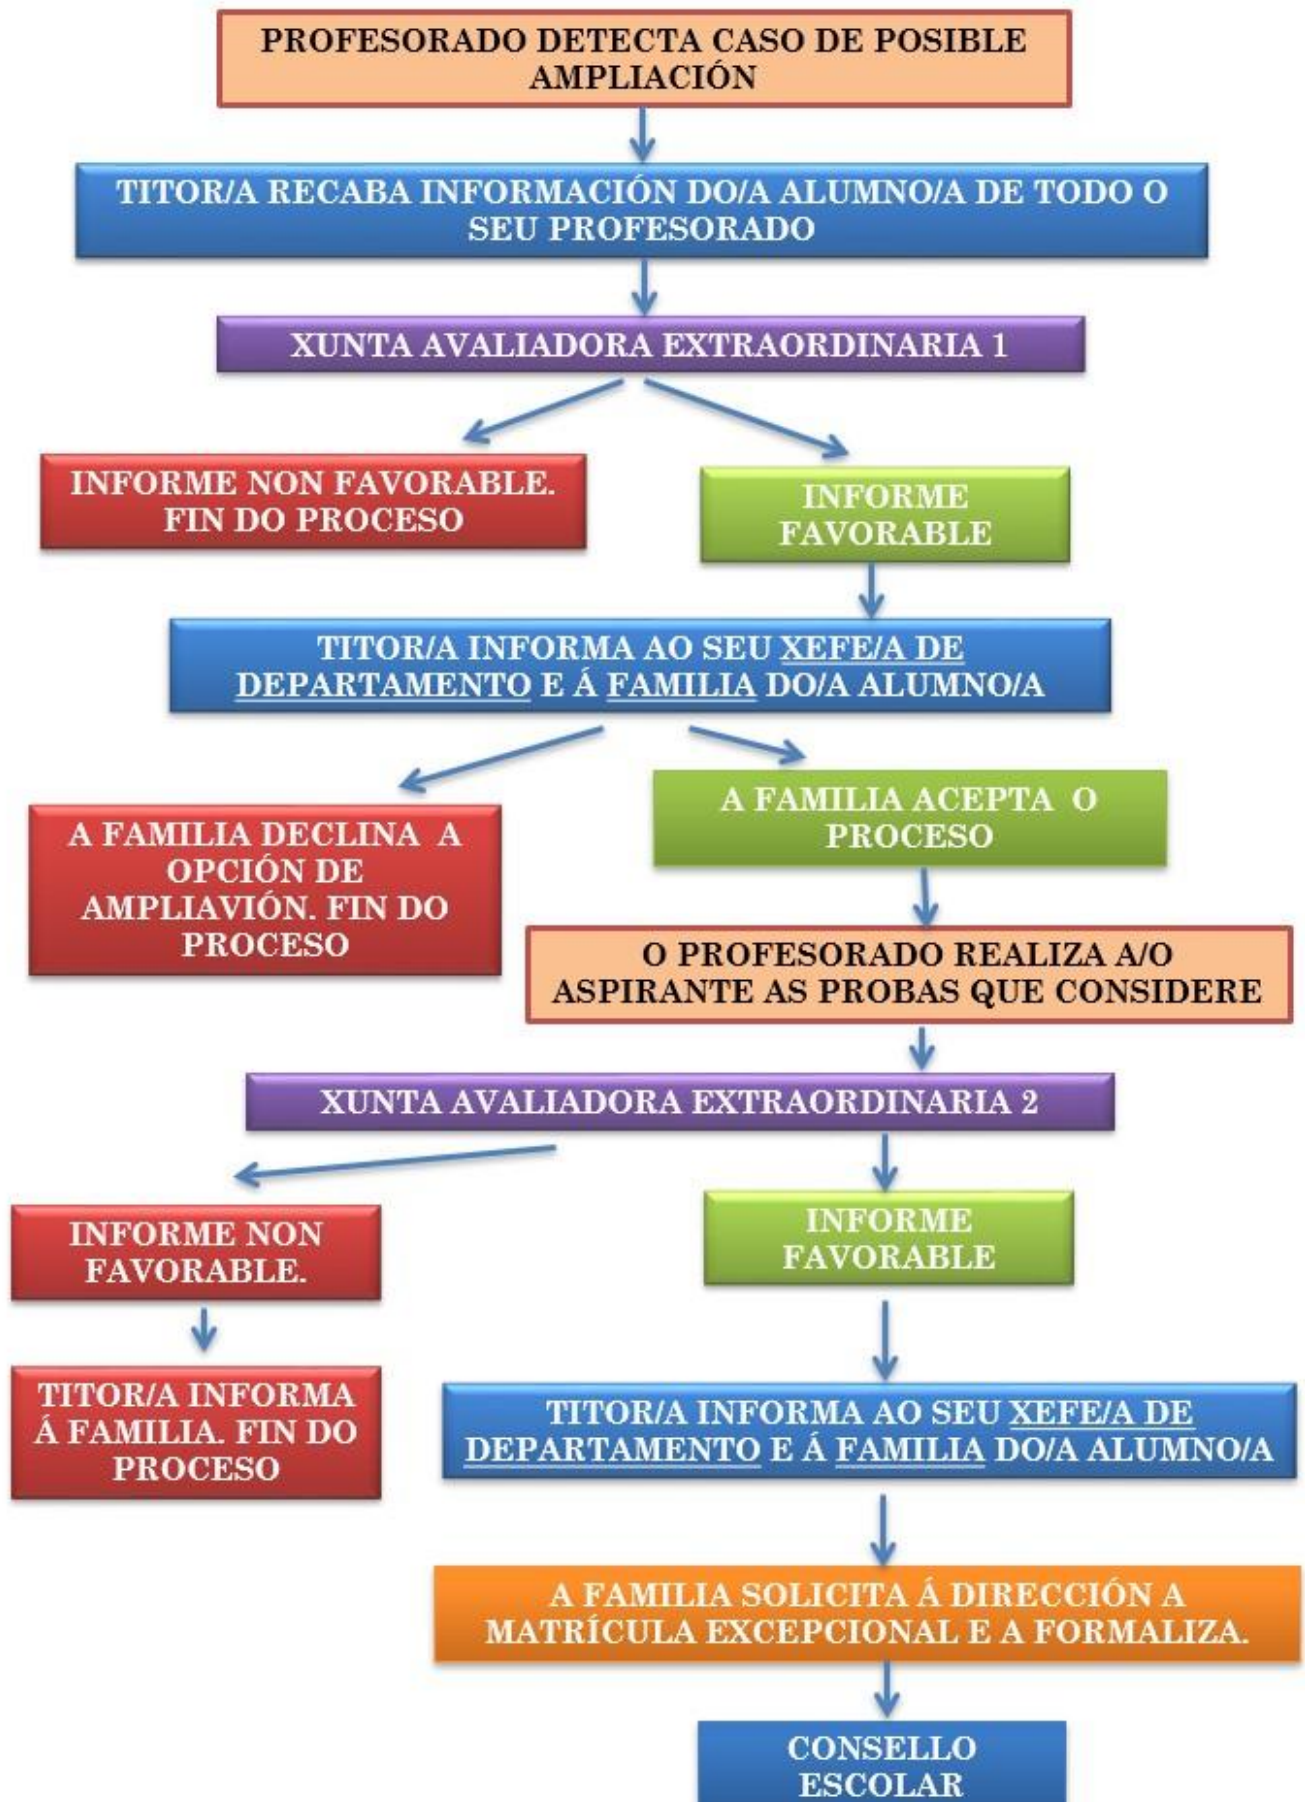 PROFESORADO DETECTA CASO DE POSIBLE
AMPLIACIÓN
TITOR/A RECABA INFORMACIÓN DO/A ALUMNO/A DE TODO O
SEU PROFESORADO
XUNTA AVALIADORA EXTRAORDINARIA 1
INFORME NON FAVORABLE.
FIN DO PROCESO
INFORME
FAVORABLE
TITOR/A INFORMA AO SEU XEFE/A DE
DEPARTAMENTO E Á FAMILIA DO/A ALUMNO/A
A FAMILIA DECLINA A
OPCIÓN DE
AMPLIAVIÓN. FIN DO
PROCESO
A FAMILIA ACEPTA O
PROCESO
O PROFESORADO REALIZA A/O
ASPIRANTE AS PROBAS QUE CONSIDERE
XUNTA AVALIADORA EXTRAORDINARIA 2
INFORME NON
FAVORABLE.
TITOR/A INFORMA
Á FAMILIA. FIN DO
PROCESO
INFORME
FAVORABLE
TITOR/A INFORMA AO SEU XEFE/A DE
DEPARTAMENTO E Á FAMILIA DO/A ALUMNO/A
A FAMILIA SOLICITA Á DIRECCIÓN A
MATRÍCULA EXCEPCIONAL E A FORMALIZA.
CONSELLO
ESCOLAR